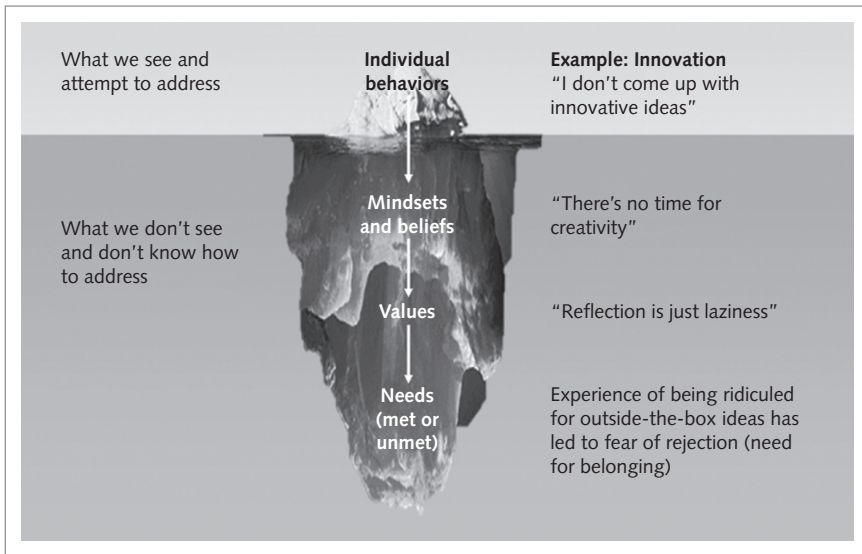 What we see and
attempt to address
Individual
behaviors
Example: Innovation
“I don’t come up with
innovative ideas”
What we don’t see
and don’t know how
to address
Mindsets
and beliefs
“There’s no time for
creativity”
Values
“Reflection is just laziness”
Needs
(met or
unmet)
Experience of being ridiculed
for outside-the-box ideas has
led to fear of rejection (need
for belonging)